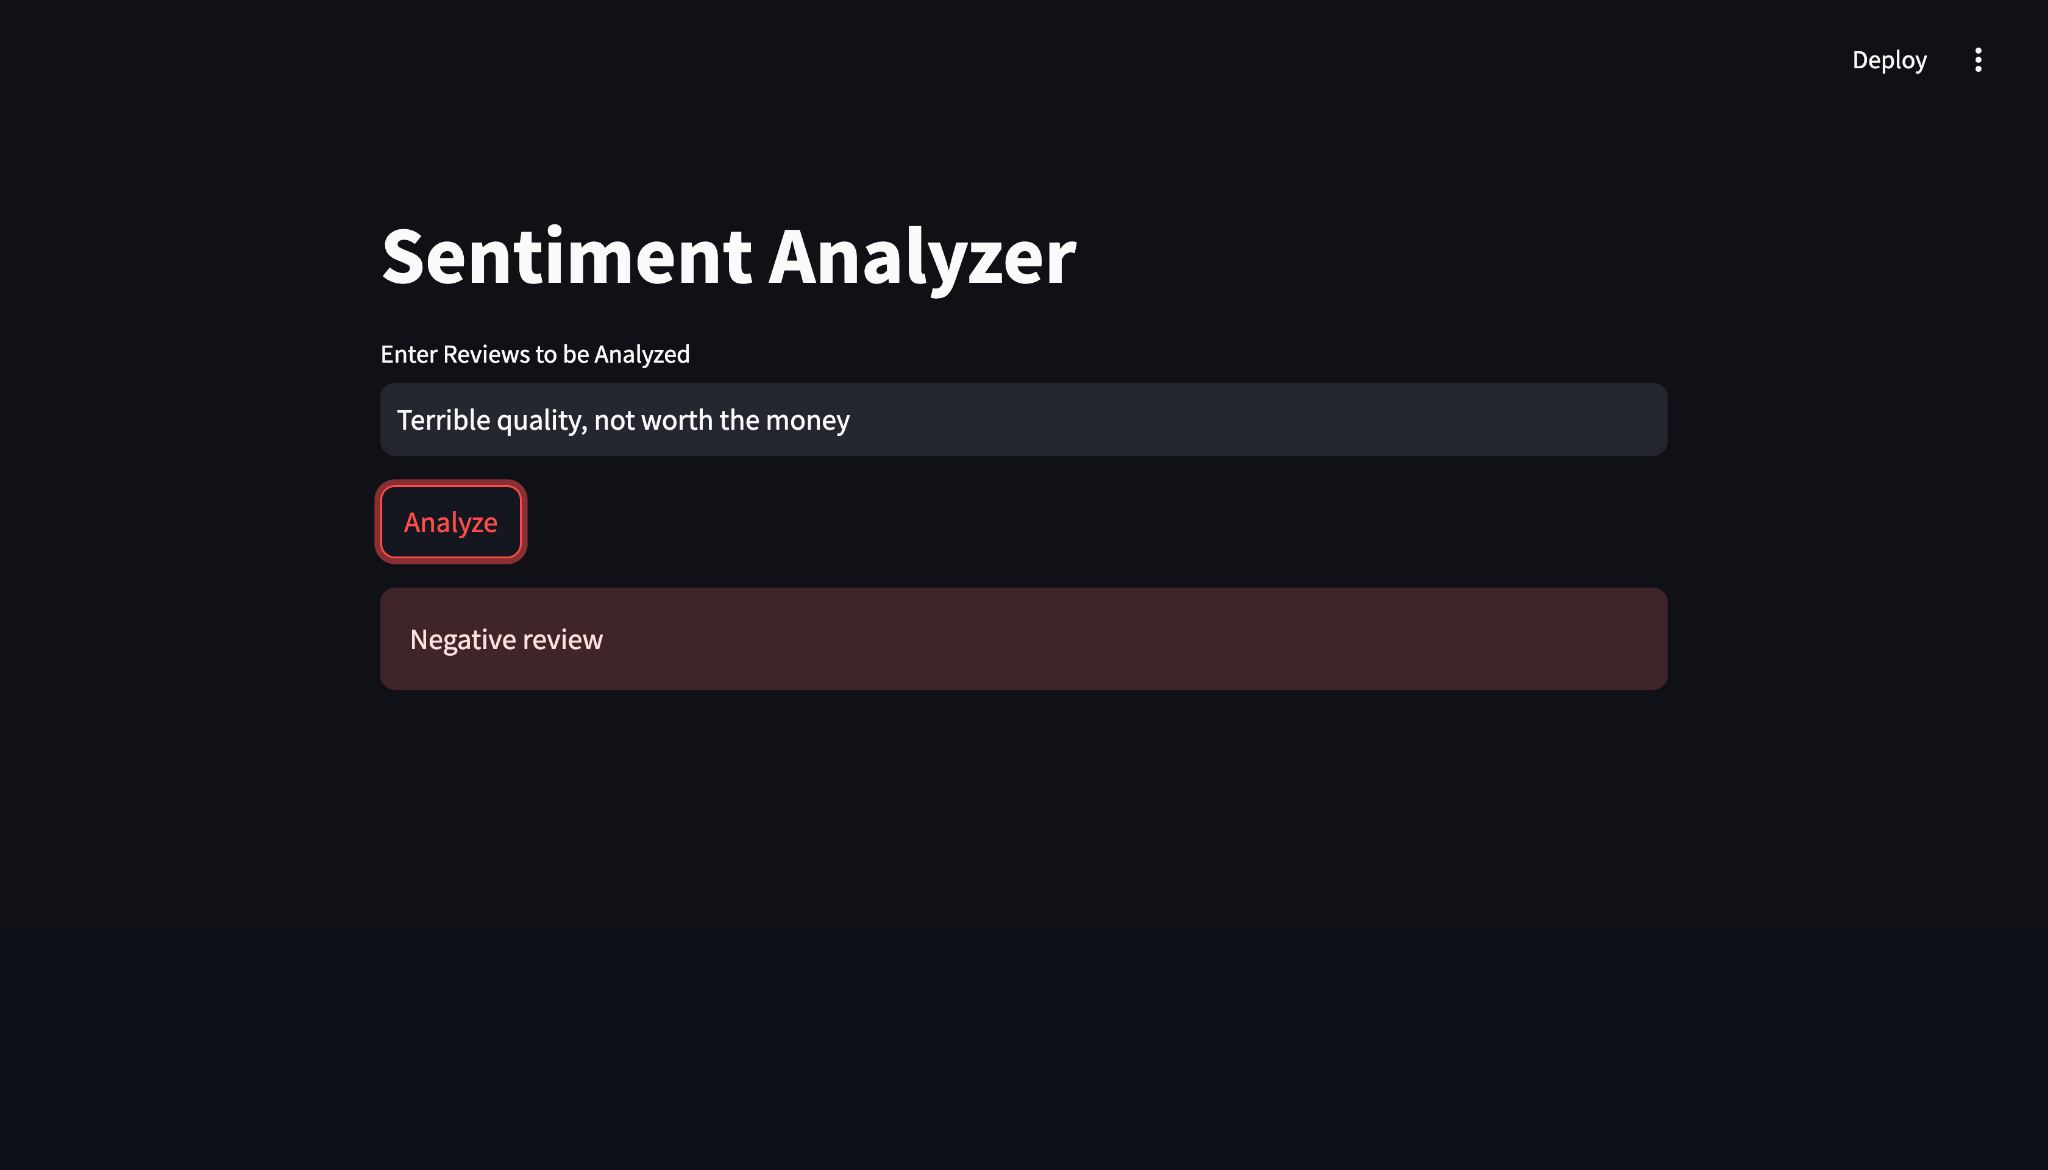 Deploy
Sentiment Analyzer
Enter Reviews to be Analyzed
Terrible quality, not worth the money
Analyze
Negative review